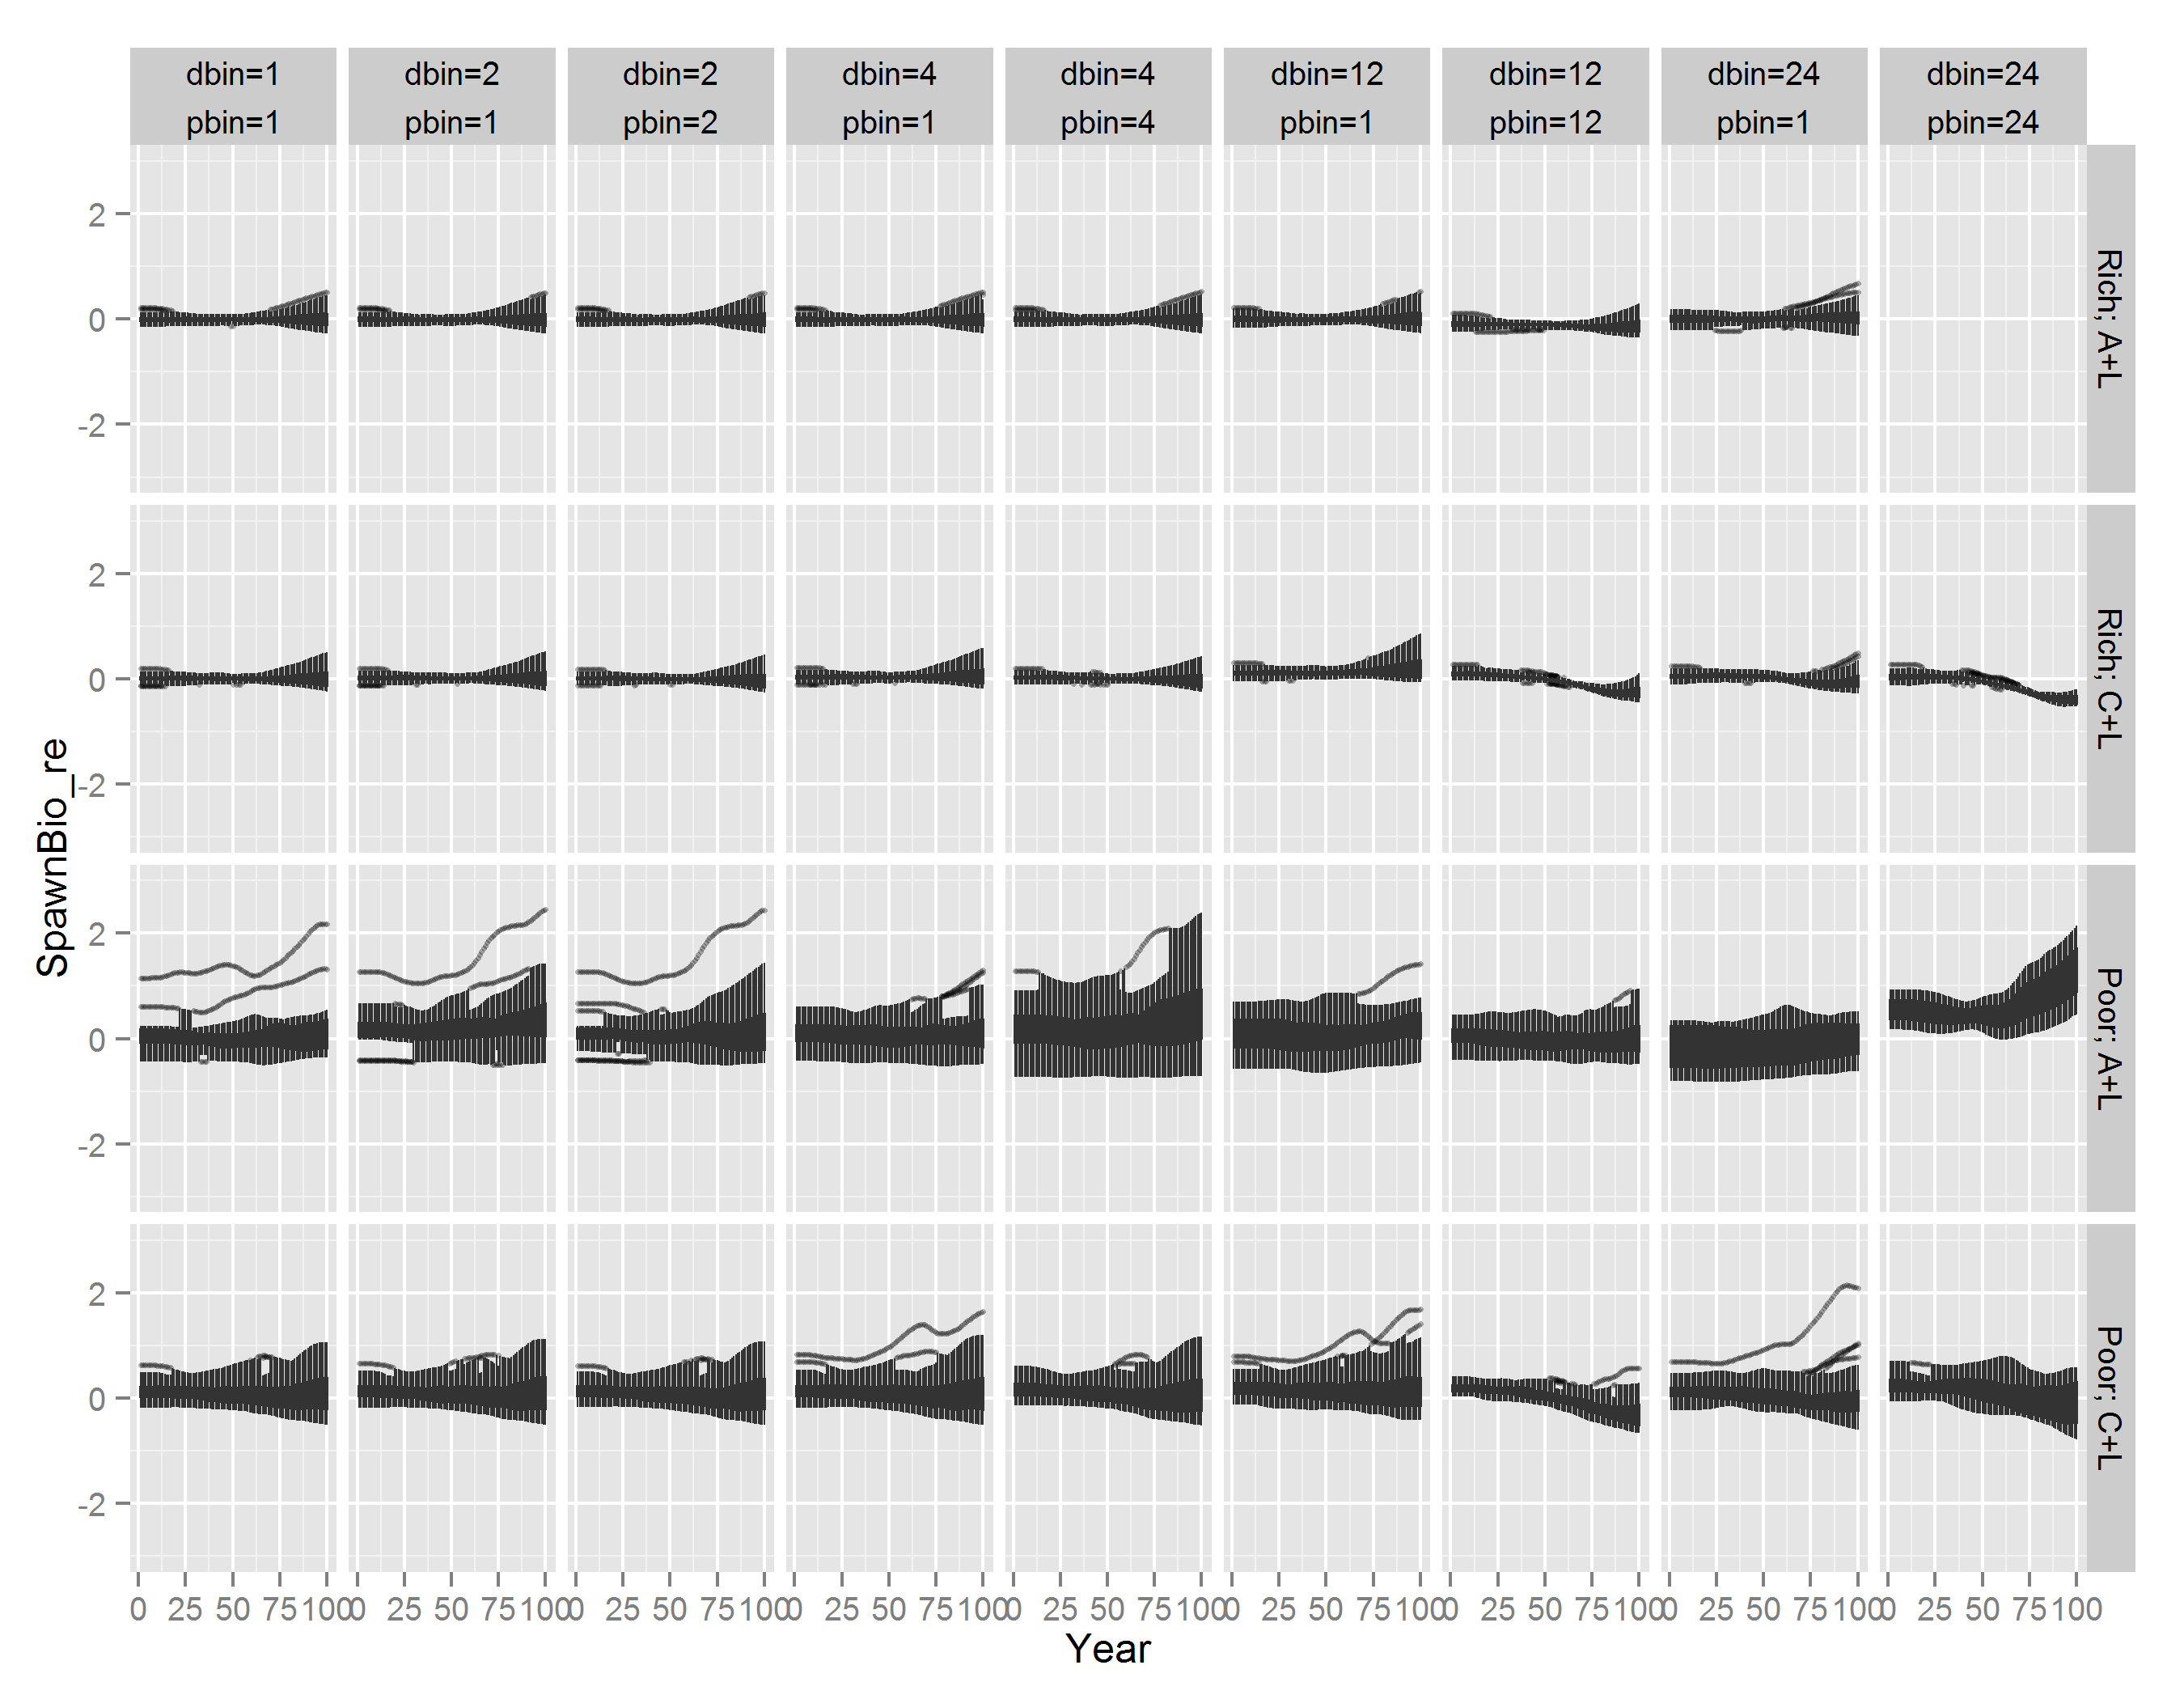 dbin=1 dbin=2 dbin=2 dbin=4 dbin=4 dbin=12 dbin=12 dbin=24 dbin=24
pbin=1 pbin=1 pbin=2 pbin=1 pbin=4 pbin=1 pbin=12 pbin=1 pbin=24
2
0
-2
Rich; A+L
2
0
-2
Rich; C+L
SpawnBio_re
2
0
-2
Poor; A+L
2
0
-2
Poor; C+L
0 25 50 75 100 0 25 50 75 100 0 25 50 75 100 0 25 50 75 100 0 25 50 75 100 0 25 50 75 100 0 25 50 75 100 0 25 50 75 100 0 25 50 75 100
Year